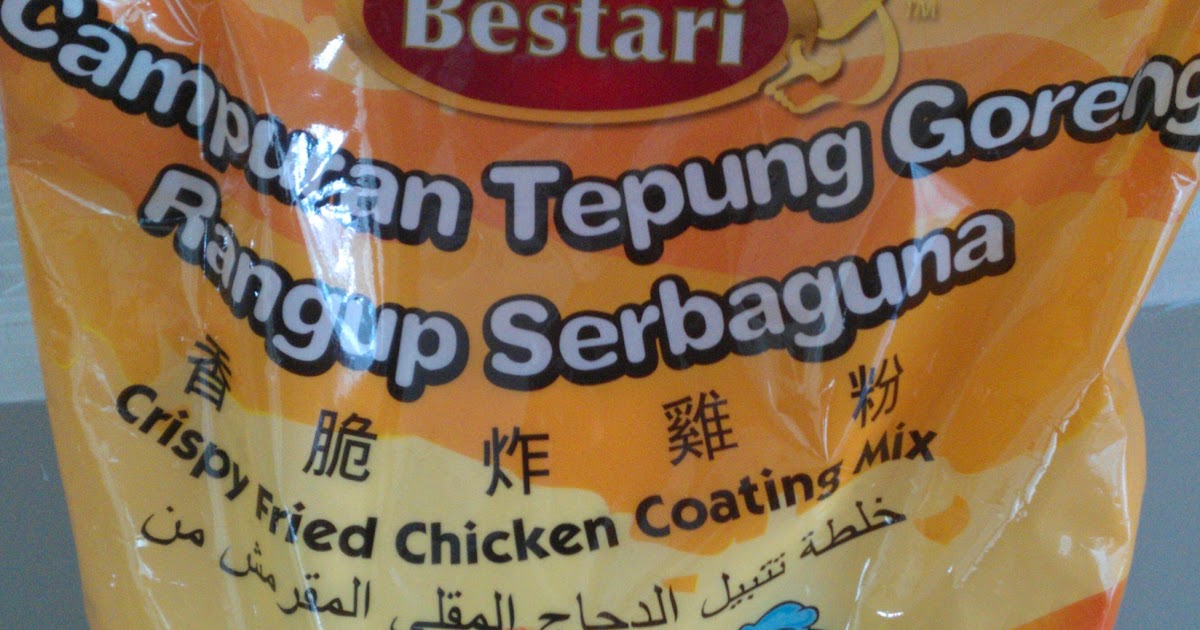 Bestari
TM
Campuran Tepung Goreng
Rangup Serbaguna
香脆炸雞粉
Crispy Fried Chicken Coating Mix
خلطة تتبيل الدجاج المقلي المقرمش من